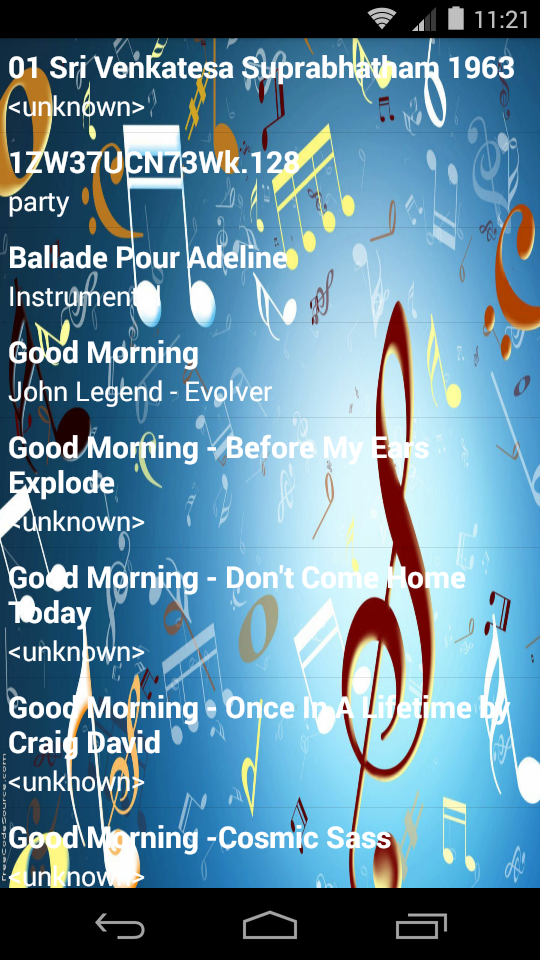 11:21
01 Sri Venkatesa Suprabhatham 1963
<unknown>
1ZW37UCN73Wk.128
party
Ballade Pour Adeline
Instrumental
Good Morning
John Legend - Evolver
Good Morning - Before My Ears
Explode
<unknown>
Good Morning - Don't Come Home
Today
<unknown>
Good Morning - Once In A Lifetime by
Craig David
<unknown>
Good Morning -Cosmic Sass
<unknown>
FreeCodeSource.com